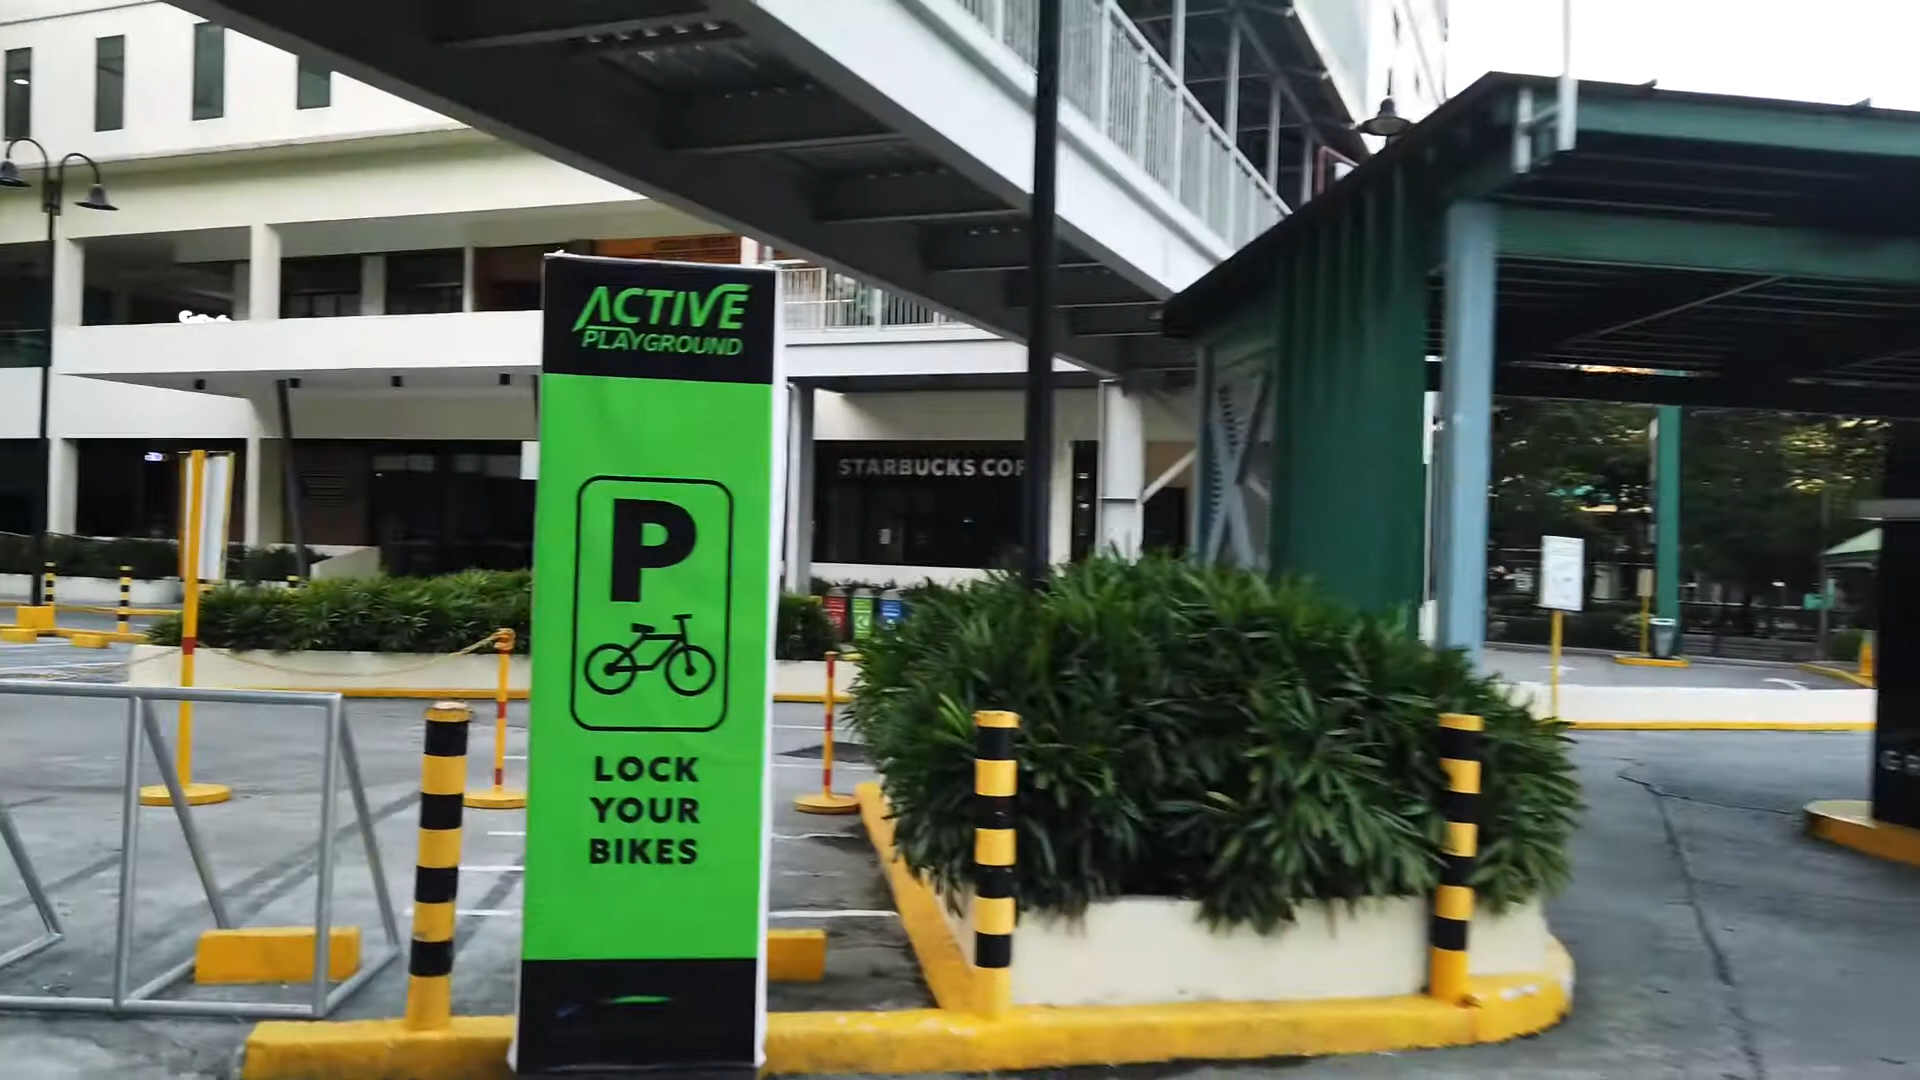 ACTIVE
PLAYGROUND
P
LOCK
YOUR
BIKES
STARBUCKS COF